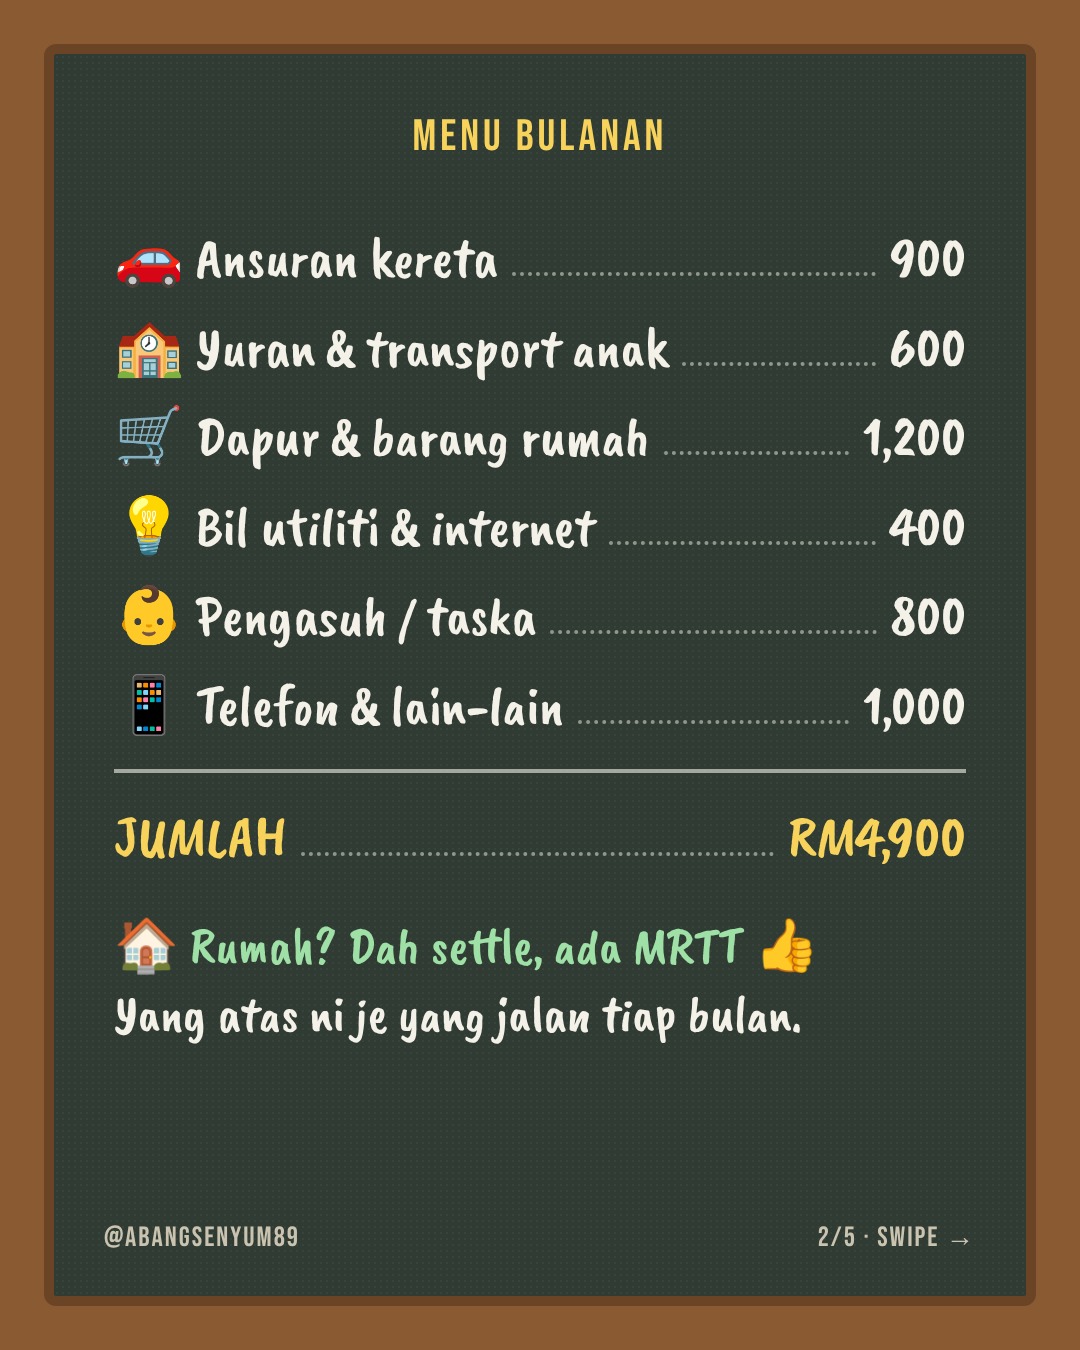 MENU BULANAN
🚗 Ansuran kereta 900
🏫 Yuran & transport anak 600
🛒 Dapur & barang rumah 1,200
💡 Bil utiliti & internet 400
👶 Pengasuh / taska 800
📱 Telefon & lain-lain 1,000
JUMLAH RM4,900
🏠 Rumah? Dah settle, ada MRTT 👍
Yang atas ni je yang jalan tiap bulan.
@ABANGSENYUM89
2/5 · SWIPE →